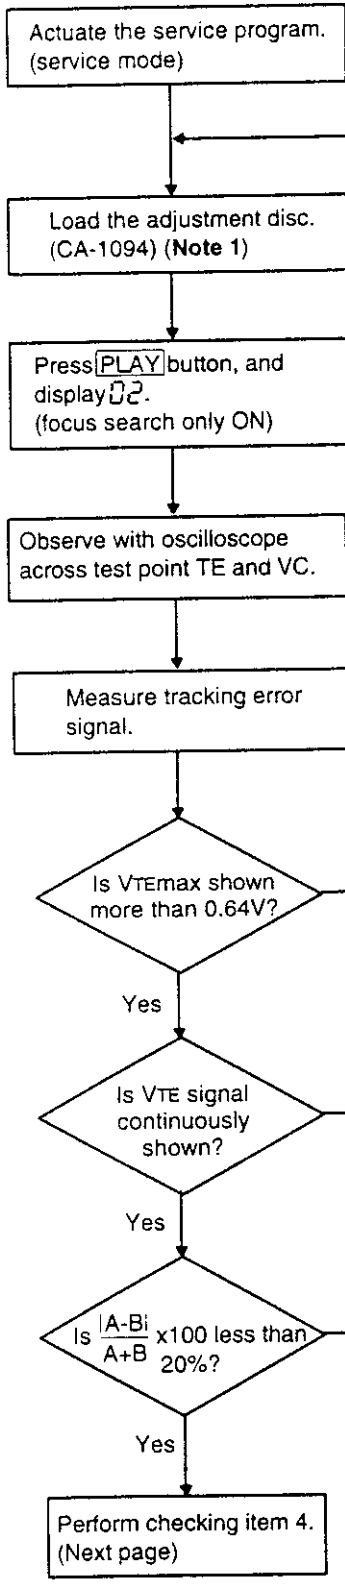 Actuate the service program.
(service mode)
Load the adjustment disc.
(CA-1094) (Note 1)
Press PLAY button, and
display 02.
(focus search only ON)
Observe with oscilloscope
across test point TE and VC.
Measure tracking error
signal.
Is VTEmax shown
more than 0.64V?
Yes
Is VTE signal
continuously
shown?
Yes
Is |A-B|/A+B x100 less than
20%?
Yes
Perform checking item 4.
(Next page)